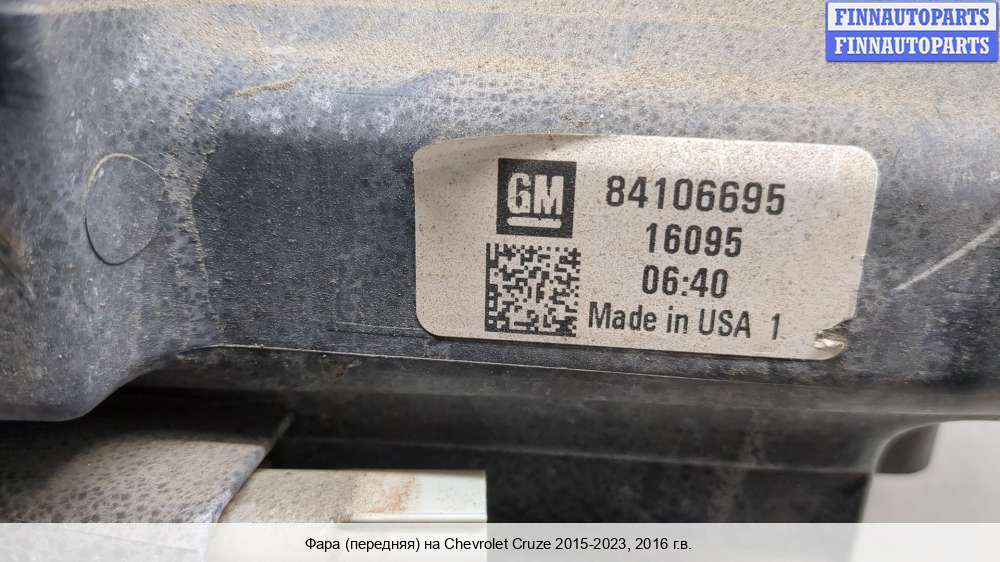 FINNAUTOPARTS
FINNAUTOPARTS
GM
84106695
16095
06:40
Made in USA 1
Фара (передняя) на Chevrolet Cruze 2015-2023, 2016 г.в.